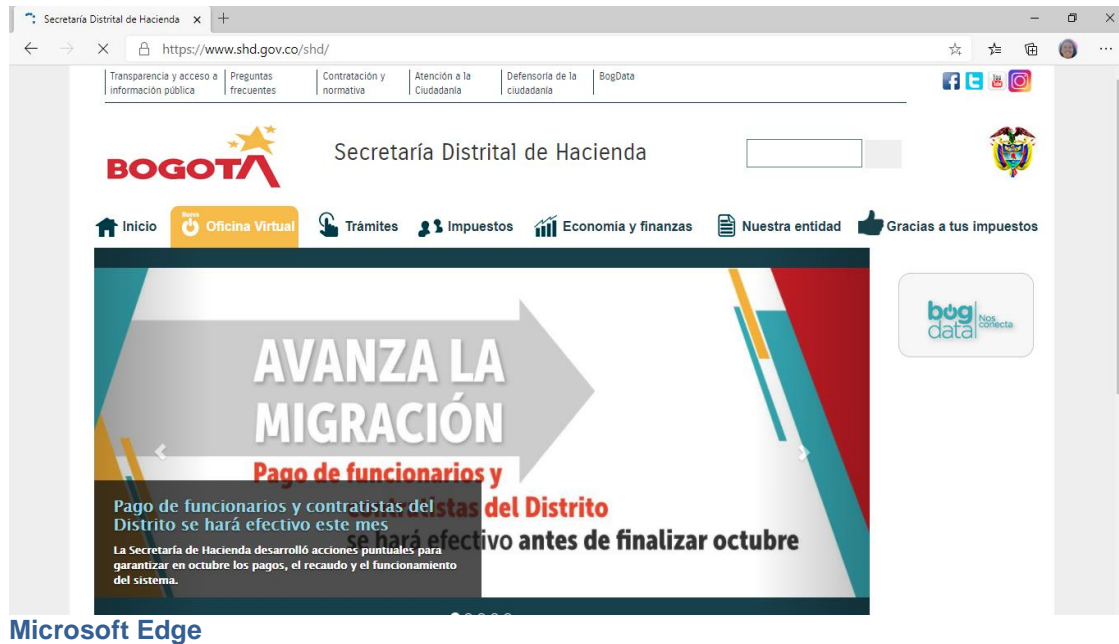 Secretaría Distrital de Hacienda
https://www.shd.gov.co/shd/
Transparencia y acceso a información pública
Preguntas frecuentes
Contratación y normativa
Atención a la Ciudadanía
Defensoría de la ciudadanía
BogData
BOGOTÁ
Secretaría Distrital de Hacienda
Inicio
Nueva
Oficina Virtual
Trámites
Impuestos
Economía y finanzas
Nuestra entidad
Gracias a tus impuestos
AVANZA LA
MIGRACIÓN
Pago de funcionarios y
contratistas del Distrito
se hará efectivo antes de finalizar octubre
Pago de funcionarios y contratistas del
Distrito se hará efectivo este mes
La Secretaría de Hacienda desarrolló acciones puntuales para
garantizar en octubre los pagos, el recaudo y el funcionamiento
del sistema.
bog
data
Nos
conecta
Microsoft Edge